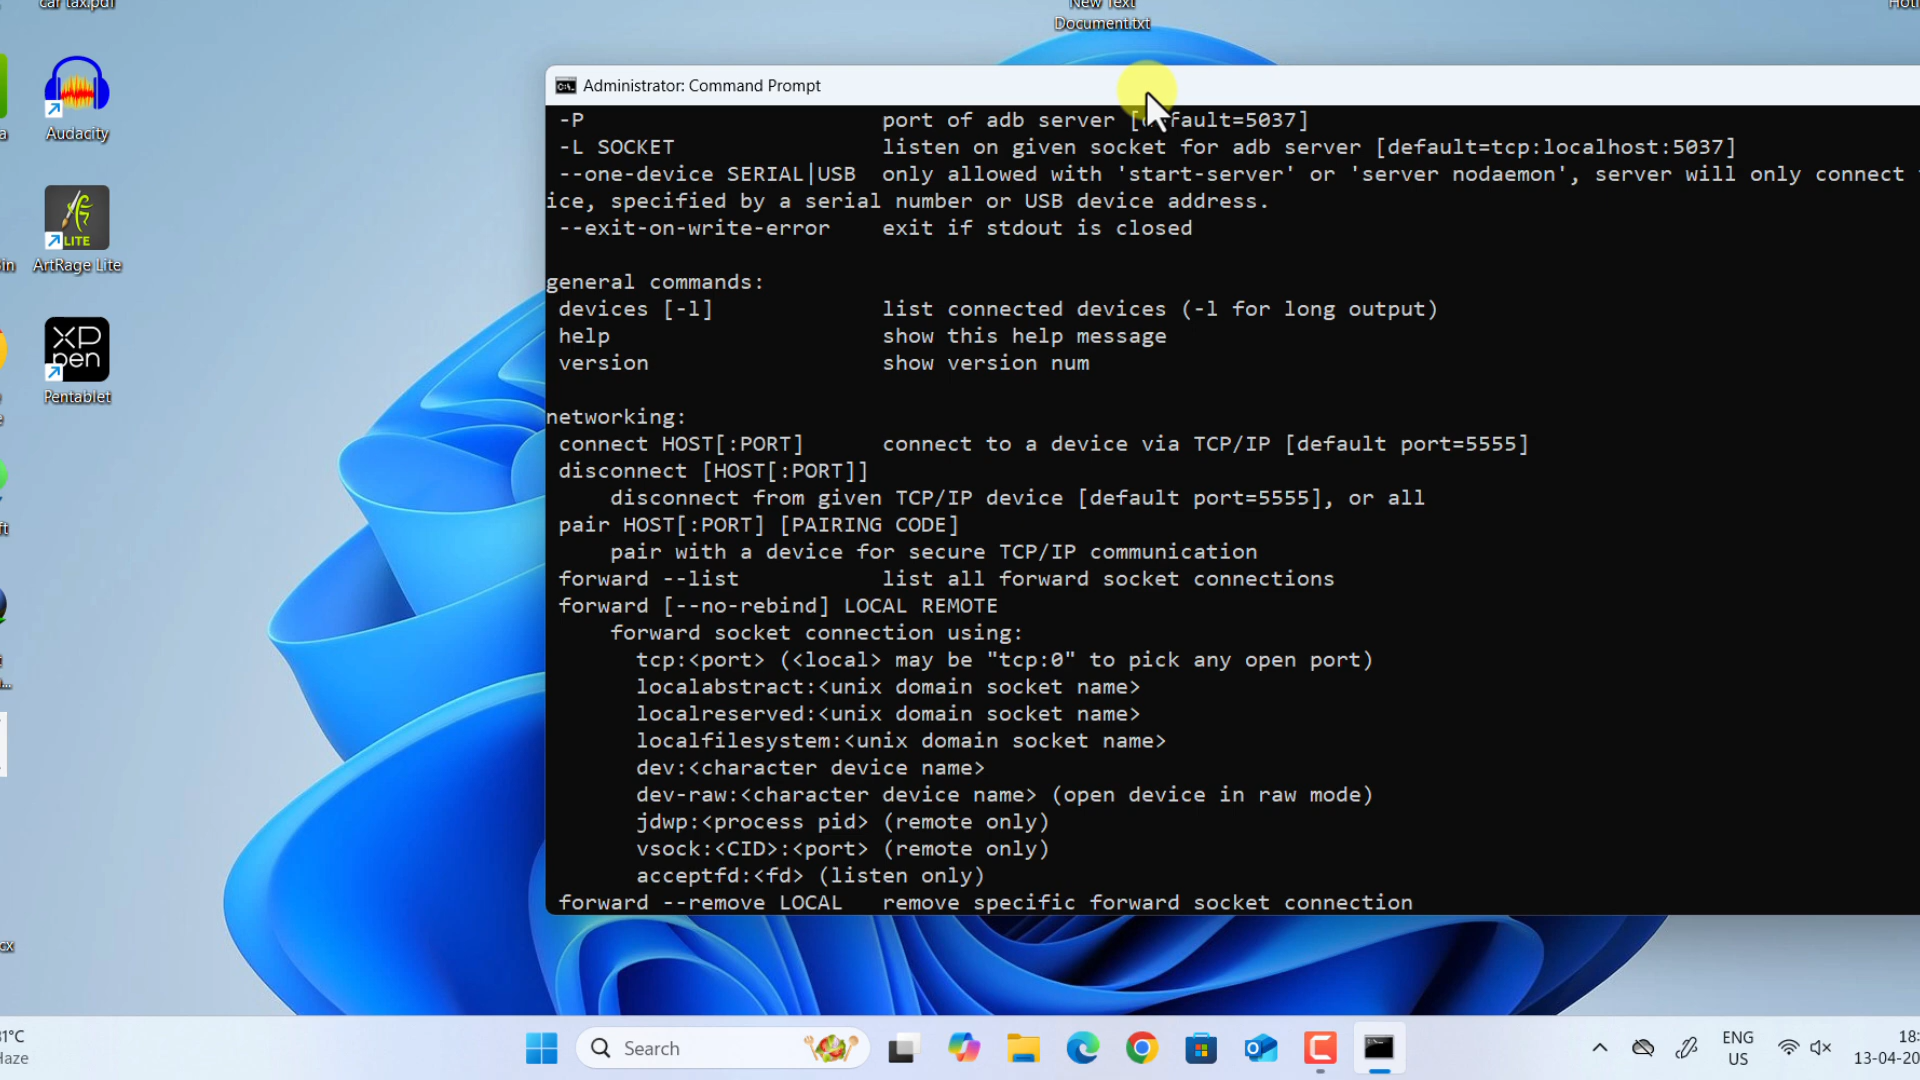 car tax.pdf
New Text
Document.txt
Audacity
LITE
ArtRage Lite
XP
pen
Pentablet
Administrator: Command Prompt
-P port of adb server [default=5037]
-L SOCKET listen on given socket for adb server [default=tcp:localhost:5037]
--one-device SERIAL|USB only allowed with 'start-server' or 'server nodaemon', server will only connect
ice, specified by a serial number or USB device address.
--exit-on-write-error exit if stdout is closed
general commands:
devices [-l] list connected devices (-l for long output)
help show this help message
version show version num
networking:
connect HOST[:PORT] connect to a device via TCP/IP [default port=5555]
disconnect [HOST[:PORT]]
disconnect from given TCP/IP device [default port=5555], or all
pair HOST[:PORT] [PAIRING CODE]
pair with a device for secure TCP/IP communication
forward --list list all forward socket connections
forward [--no-rebind] LOCAL REMOTE
forward socket connection using:
tcp:<port> (<local> may be "tcp:0" to pick any open port)
localabstract:<unix domain socket name>
localreserved:<unix domain socket name>
localfilesystem:<unix domain socket name>
dev:<character device name>
dev-raw:<character device name> (open device in raw mode)
jdwp:<process pid> (remote only)
vsock:<CID>:<port> (remote only)
acceptfd:<fd> (listen only)
forward --remove LOCAL remove specific forward socket connection
Search
ENG
US
18:
13-04-20